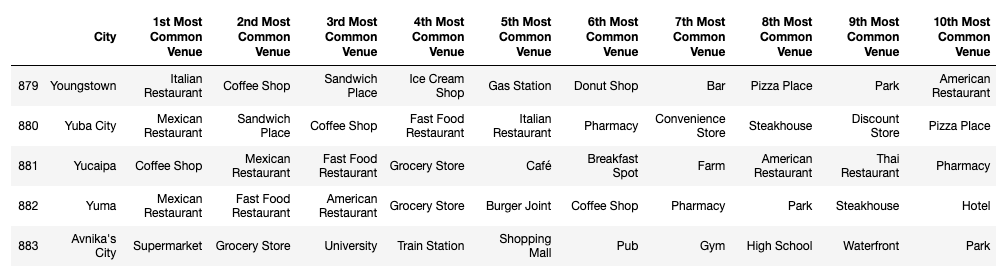 City 1st Most Common Venue 2nd Most Common Venue 3rd Most Common Venue 4th Most Common Venue 5th Most Common Venue 6th Most Common Venue 7th Most Common Venue 8th Most Common Venue 9th Most Common Venue 10th Most Common Venue
879 Youngstown Italian Restaurant Coffee Shop Sandwich Place Ice Cream Shop Gas Station Donut Shop Bar Pizza Place Park American Restaurant
880 Yuba City Mexican Restaurant Sandwich Place Coffee Shop Fast Food Restaurant Italian Restaurant Pharmacy Convenience Store Steakhouse Discount Store Pizza Place
881 Yucaipa Coffee Shop Mexican Restaurant Fast Food Restaurant Grocery Store Café Breakfast Spot Farm American Restaurant Thai Restaurant Pharmacy
882 Yuma Mexican Restaurant Fast Food Restaurant American Restaurant Grocery Store Burger Joint Coffee Shop Pharmacy Park Steakhouse Hotel
883 Avnika's City Supermarket Grocery Store University Train Station Shopping Mall Pub Gym High School Waterfront Park